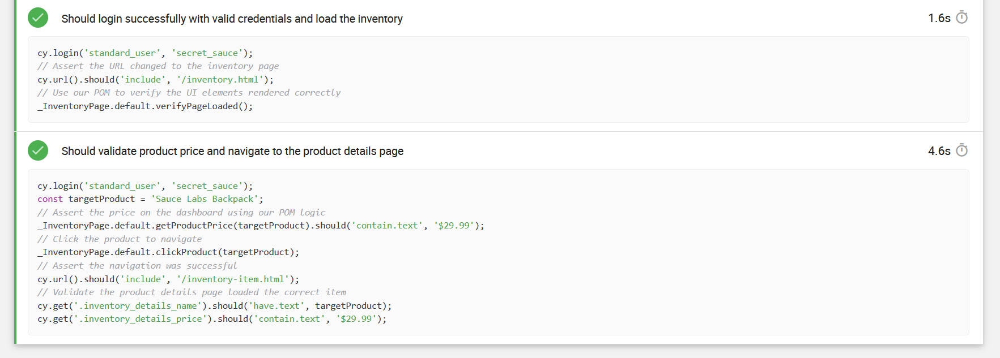 Should login successfully with valid credentials and load the inventory
1.6s
cy.login('standard_user', 'secret_sauce');
// Assert the URL changed to the inventory page
cy.url().should('include', '/inventory.html');
// Use our POM to verify the UI elements rendered correctly
_InventoryPage.default.verifyPageLoaded();
Should validate product price and navigate to the product details page
4.6s
cy.login('standard_user', 'secret_sauce');
const targetProduct = 'Sauce Labs Backpack';
// Assert the price on the dashboard using our POM logic
_InventoryPage.default.getProductPrice(targetProduct).should('contain.text', '$29.99');
// Click the product to navigate
_InventoryPage.default.clickProduct(targetProduct);
// Assert the navigation was successful
cy.url().should('include', '/inventory-item.html');
// Validate the product details page loaded the correct item
cy.get('.inventory_details_name').should('have.text', targetProduct);
cy.get('.inventory_details_price').should('contain.text', '$29.99');